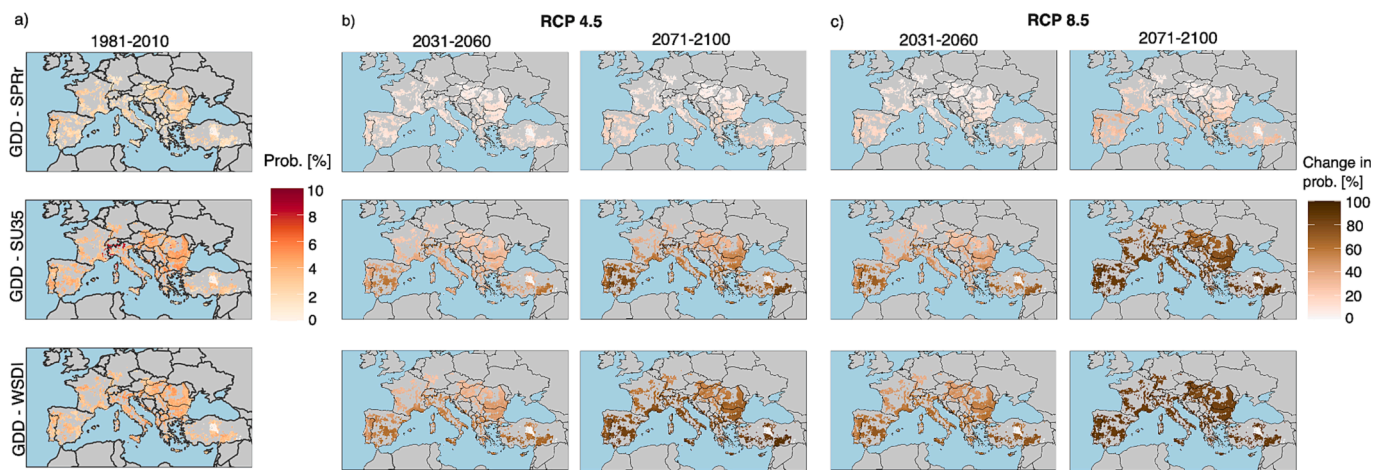 a)
1981-2010
b)
RCP 4.5
2031-2060
2071-2100
c)
RCP 8.5
2031-2060
2071-2100
GDD - SPRr
GDD - SU35
GDD - WSDI
Prob. [%]
10
8
6
4
2
0
Change in
prob. [%]
100
80
60
40
20
0